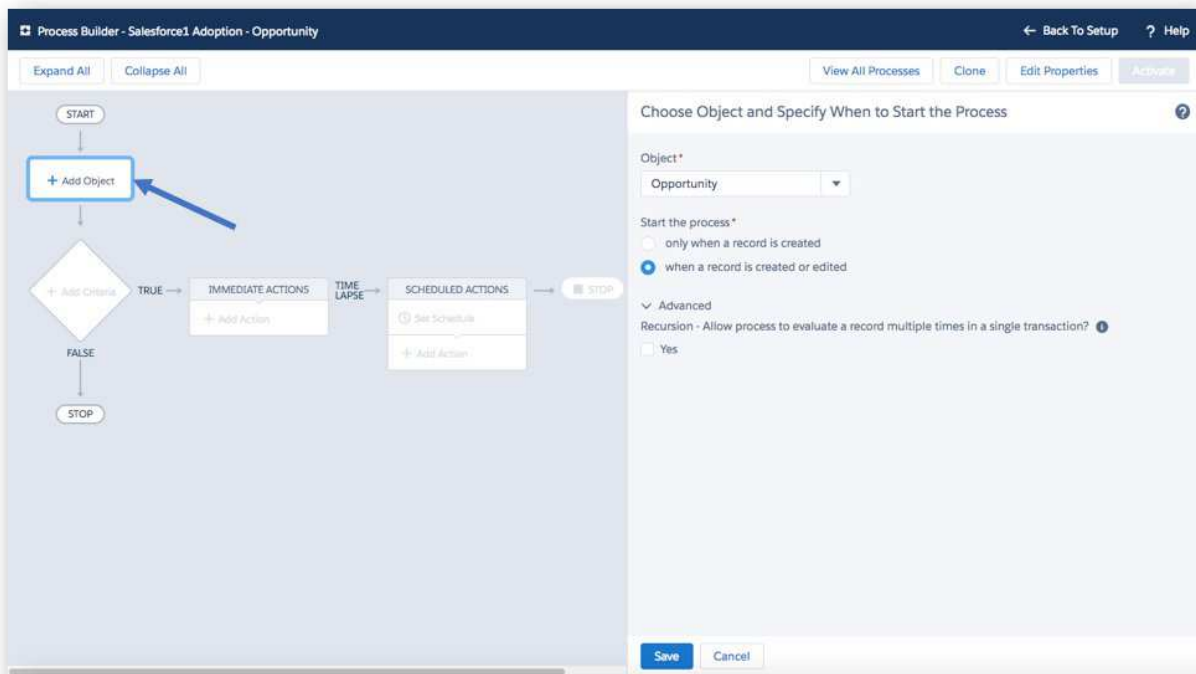 Process Builder - Salesforce1 Adoption - Opportunity
← Back To Setup
? Help
Expand All
Collapse All
View All Processes
Clone
Edit Properties
Activate
START
+ Add Object
+ Add Criteria
TRUE
IMMEDIATE ACTIONS
+ Add Action
TIME
LAPSE
SCHEDULED ACTIONS
Set Schedule
+ Add Action
STOP
FALSE
STOP
Choose Object and Specify When to Start the Process
Object*
Opportunity
Start the process*
only when a record is created
when a record is created or edited
Advanced
Recursion - Allow process to evaluate a record multiple times in a single transaction?
Yes
Save
Cancel